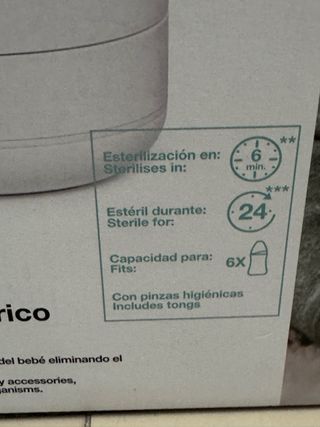 Esterilización en:
Sterilises in:
6
min.
**
Estéril durante:
Sterile for:
24
***
Capacidad para:
Fits:
6X
Con pinzas higiénicas
Includes tongs
rico
del bebé eliminando el
y accessories,
ganisms.